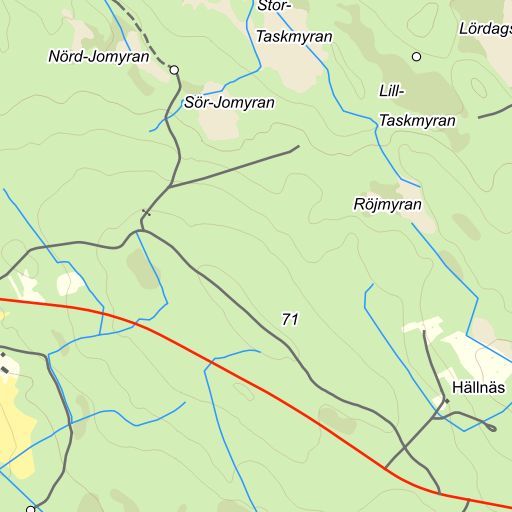 Stor-
Taskmyran
Lördags
Nörd-Jomyran
Sör-Jomyran
Lill-
Taskmyran
Röjmyran
71
Hällnäs